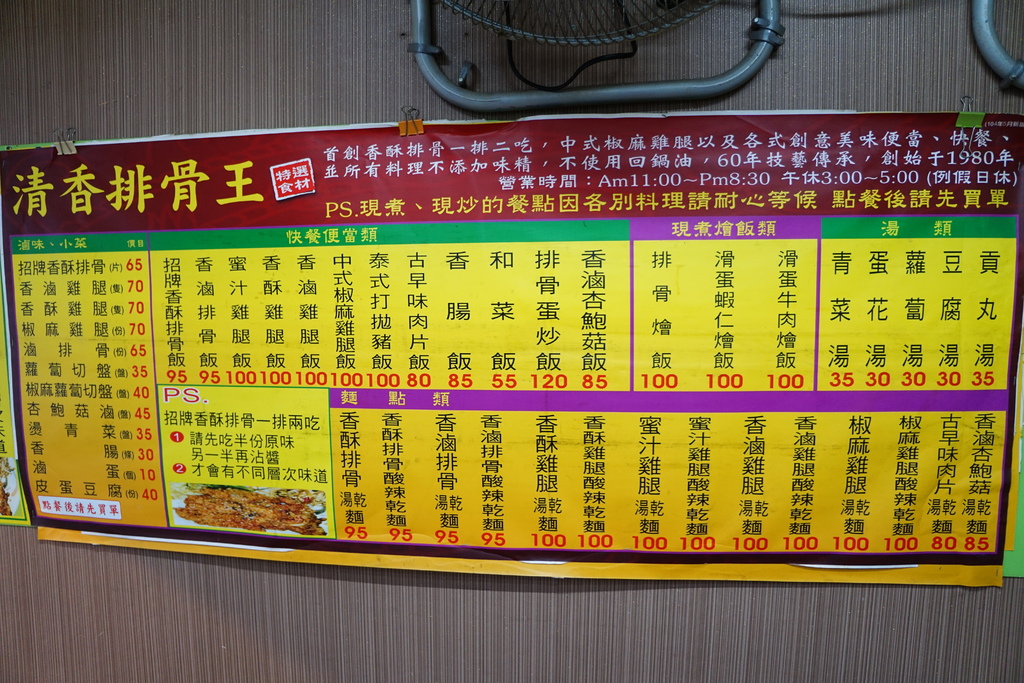 (104年5月新版
清香排骨王
特選
食材
首創香酥排骨一排二吃，中式椒麻雞腿以及各式創意美味便當、快餐、
並所有料理不添加味精，不使用回鍋油，60年技藝傳承，創始于1980年
營業時間：Am11:00~Pm8:30 午休3:00~5:00 (例假日休)
PS.現煮、現炒的餐點因各別料理請耐心等候 點餐後請先買單
滷味、小菜 價目
招牌香酥排骨(片) 65
香滷雞腿(隻) 70
香酥雞腿(隻) 70
椒麻雞腿(份) 70
滷排骨(份) 65
蘿蔔切盤(盤) 35
椒麻蘿蔔切盤(盤) 40
杏鮑菇滷(盤) 45
燙青菜(盤) 35
香腸(條) 30
滷蛋(個) 10
皮蛋豆腐(份) 40
點餐後請先買單
快餐便當類
招牌香酥排骨飯 95
香滷排骨飯 95
蜜汁雞腿飯 100
香酥雞腿飯 100
香滷雞腿飯 100
中式椒麻雞腿飯 100
泰式打拋豬飯 100
古早味肉片飯 80
香腸飯 85
和菜飯 55
排骨蛋炒飯 120
香滷杏鮑菇飯 85
現煮燴飯類
排骨燴飯 100
滑蛋蝦仁燴飯 100
滑蛋牛肉燴飯 100
湯類
青菜湯 35
蛋花湯 30
蘿蔔湯 30
豆腐湯 30
貢丸湯 35
PS.
招牌香酥排骨一排兩吃
1 請先吃半份原味
另一半再沾醬
2 才會有不同層次味道
麵點類
香酥排骨湯乾麵 95
香酥排骨酸辣乾麵 95
香滷排骨湯乾麵 95
香滷排骨酸辣乾麵 95
香酥雞腿湯乾麵 100
香酥雞腿酸辣乾麵 100
蜜汁雞腿湯乾麵 100
蜜汁雞腿酸辣乾麵 100
香滷雞腿湯乾麵 100
香滷雞腿酸辣乾麵 100
椒麻雞腿湯乾麵 100
椒麻雞腿酸辣乾麵 100
古早味肉片湯乾麵 80
香滷杏鮑菇湯乾麵 85